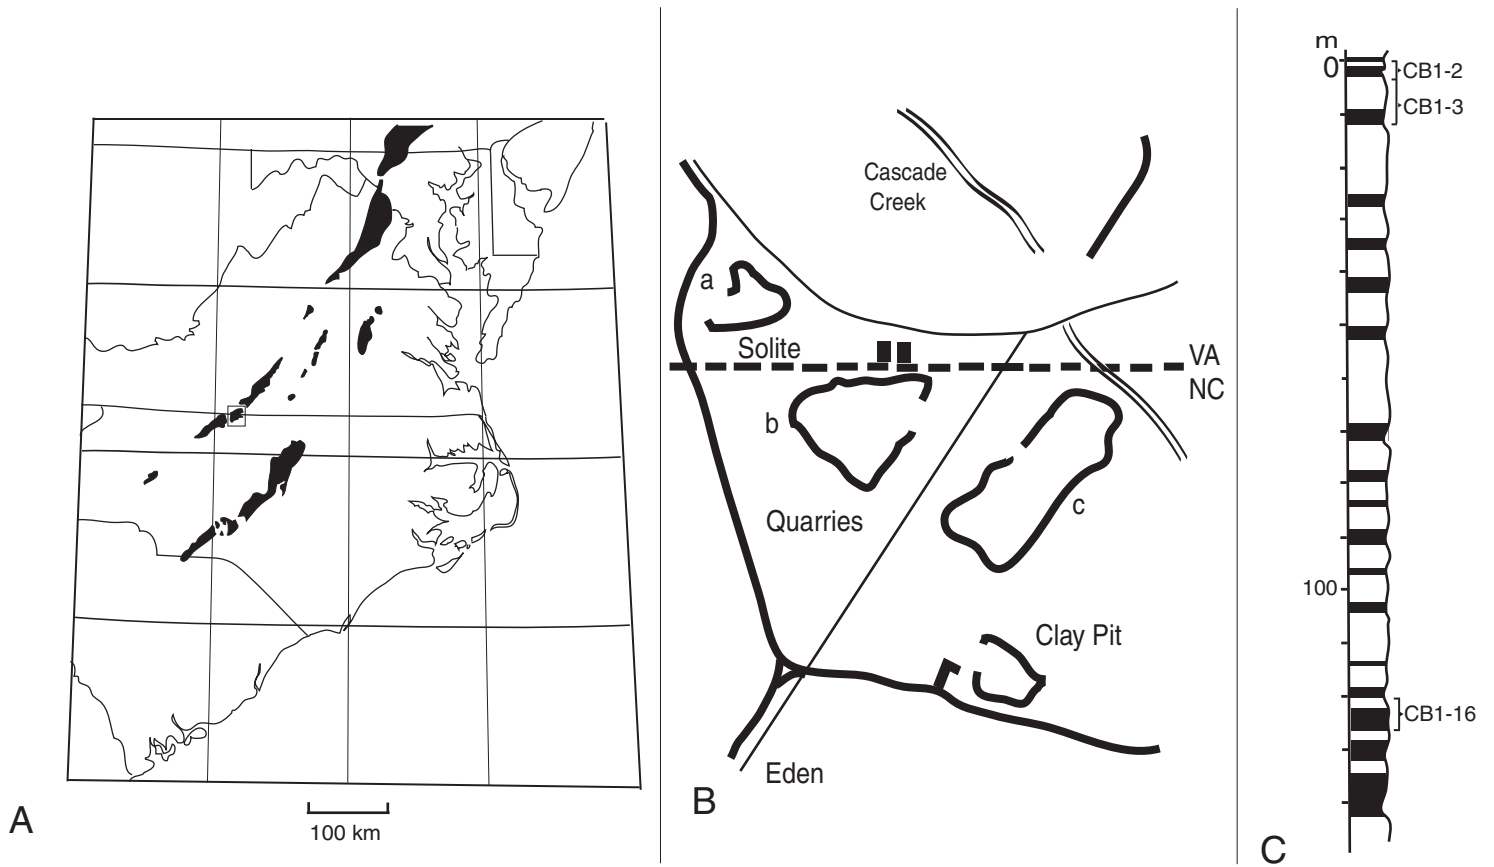 A
100 km
Cascade
Creek
a
Solite
VA
NC
b
Quarries
c
Clay Pit
Eden
B
m
0
CB1-2
CB1-3
100
CB1-16
C